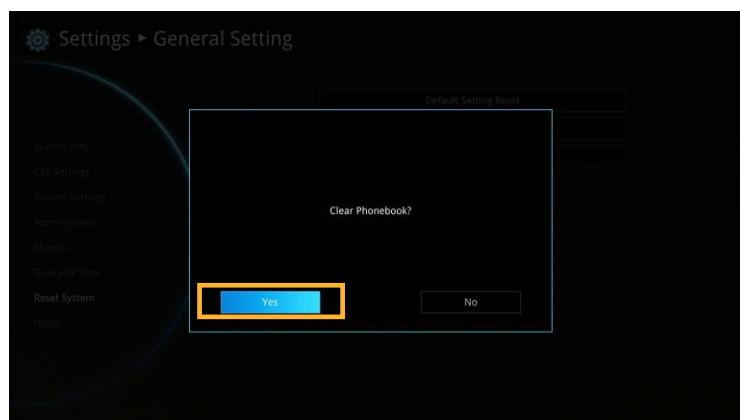 Settings ▸ General Setting
Default Setting Reset
System Info
Call Settings
System Settings
Administrator
Monitor
Date and Time
Reset System
Home
Clear Phonebook?
Yes
No